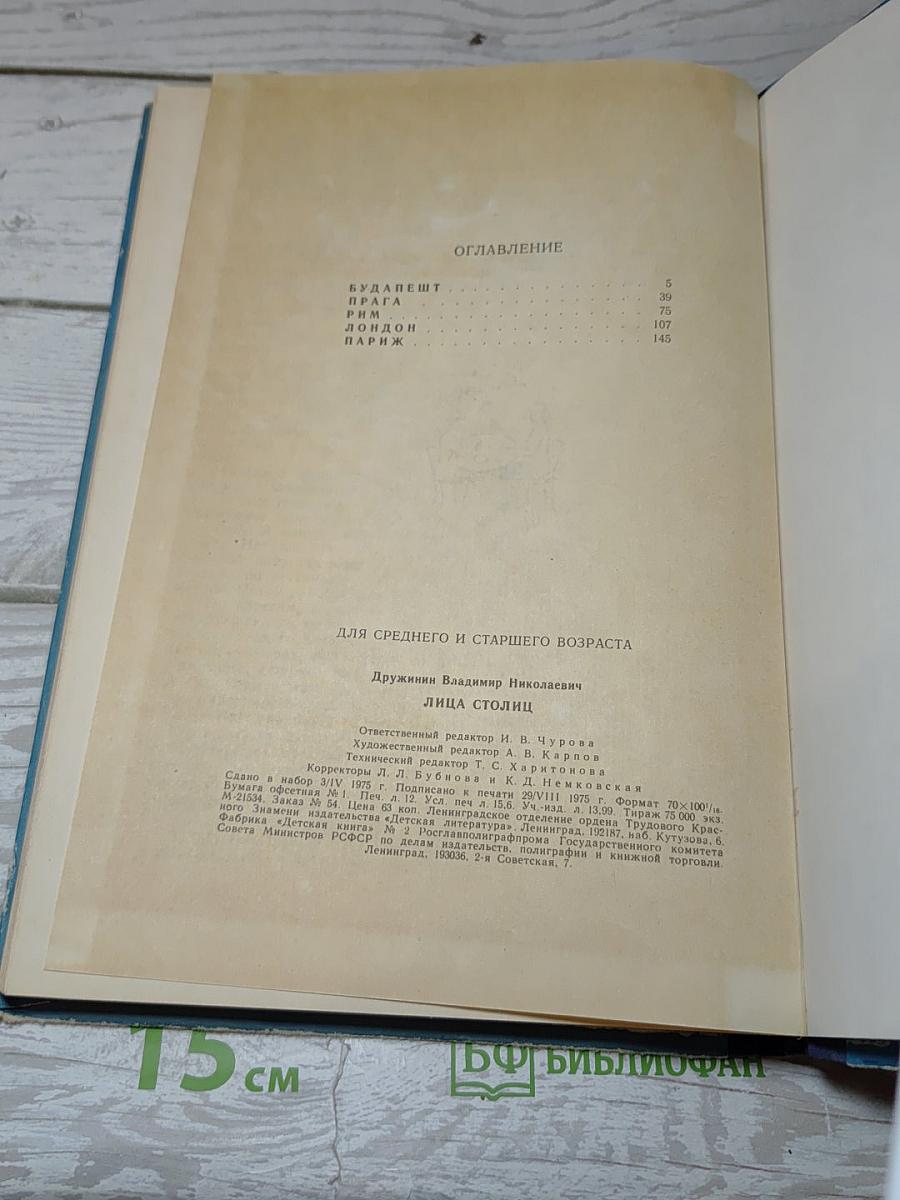 ОГЛАВЛЕНИЕ
БУДАПЕШТ . . . . . . . . . . . . . . 5
ПРАГА . . . . . . . . . . . . . . . 39
РИМ . . . . . . . . . . . . . . . . 75
ЛОНДОН . . . . . . . . . . . . . . 107
ПАРИЖ . . . . . . . . . . . . . . . 145
ДЛЯ СРЕДНЕГО И СТАРШЕГО ВОЗРАСТА
Дружинин Владимир Николаевич
ЛИЦА СТОЛИЦ
Ответственный редактор И. В. Чурова
Художественный редактор А. В. Карпов
Технический редактор Т. С. Харитонова
Корректоры Л. Л. Бубнова и К. Д. Немковская
Сдано в набор 3/IV 1975 г. Подписано к печати 29/VIII 1975 г. Формат 70×100¹/₁₆.
Бумага офсетная № 1. Печ. л. 12. Усл. печ л. 15,6. Уч.-изд. л. 13,99. Тираж 75 000 экз.
М-21534. Заказ № 54. Цена 63 коп. Ленинградское отделение ордена Трудового Крас-
ного Знамени издательства «Детская литература». Ленинград, 192187, наб. Кутузова, 6.
Фабрика «Детская книга» № 2 Росглавполиграфпрома Государственного комитета
Совета Министров РСФСР по делам издательств, полиграфии и книжной торговли.
Ленинград, 193036, 2-я Советская, 7.
15 см
БФ БИБЛИОФАН